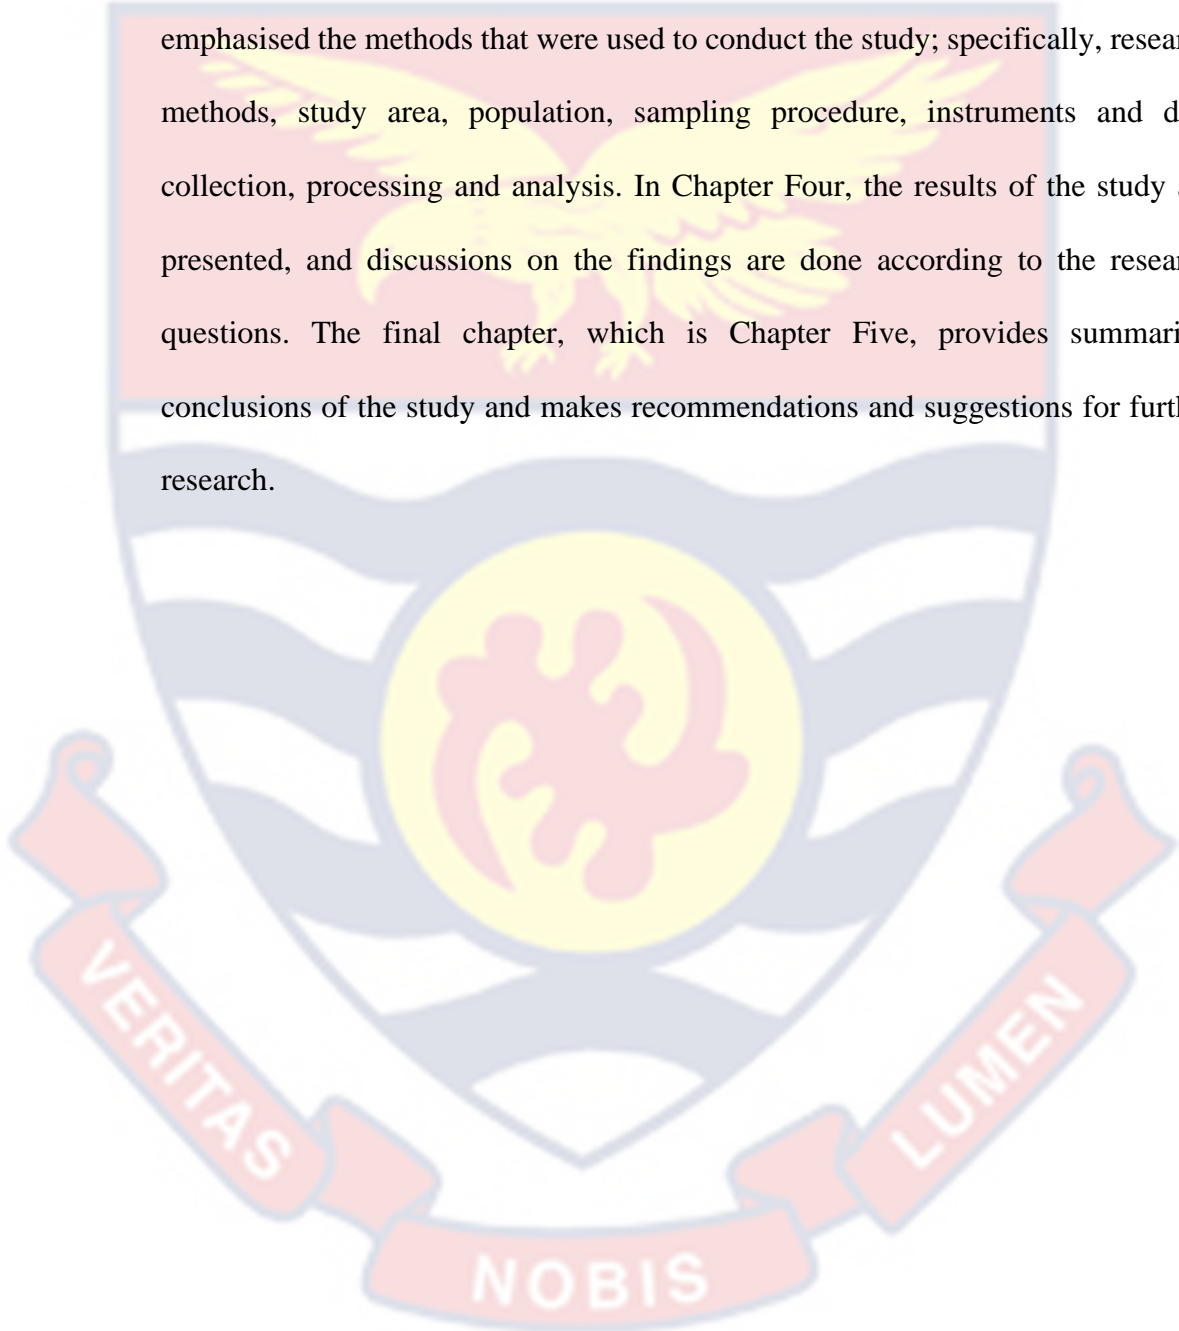 emphasised the methods that were used to conduct the study; specifically, resear
methods, study area, population, sampling procedure, instruments and d
collection, processing and analysis. In Chapter Four, the results of the study
presented, and discussions on the findings are done according to the resear
questions. The final chapter, which is Chapter Five, provides summari
conclusions of the study and makes recommendations and suggestions for furtl
research.
VERITAS
NOBIS
LUMEN